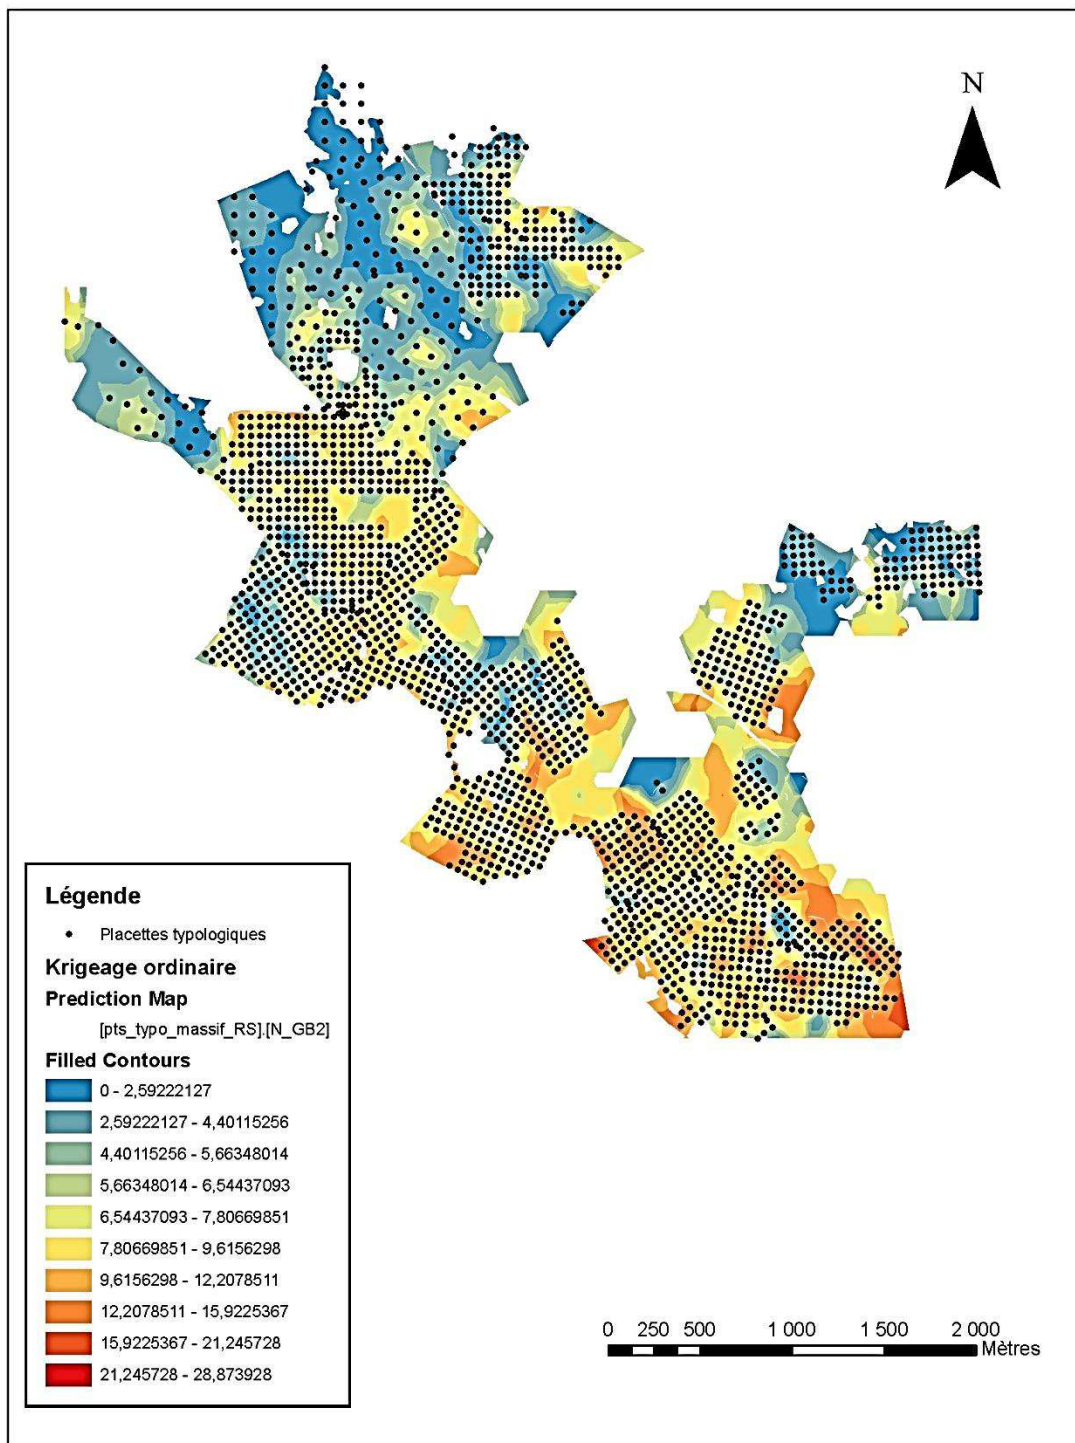 N
Légende
Placettes typologiques
Krigeage ordinaire
Prediction Map
[pts_typo_massif_RS].[N_GB2]
Filled Contours
0 - 2,59222127
2,59222127 - 4,40115256
4,40115256 - 5,66348014
5,66348014 - 6,54437093
6,54437093 - 7,80669851
7,80669851 - 9,6156298
9,6156298 - 12,2078511
12,2078511 - 15,9225367
15,9225367 - 21,245728
21,245728 - 28,873928
0 250 500 1 000 1 500 2 000
Mètres